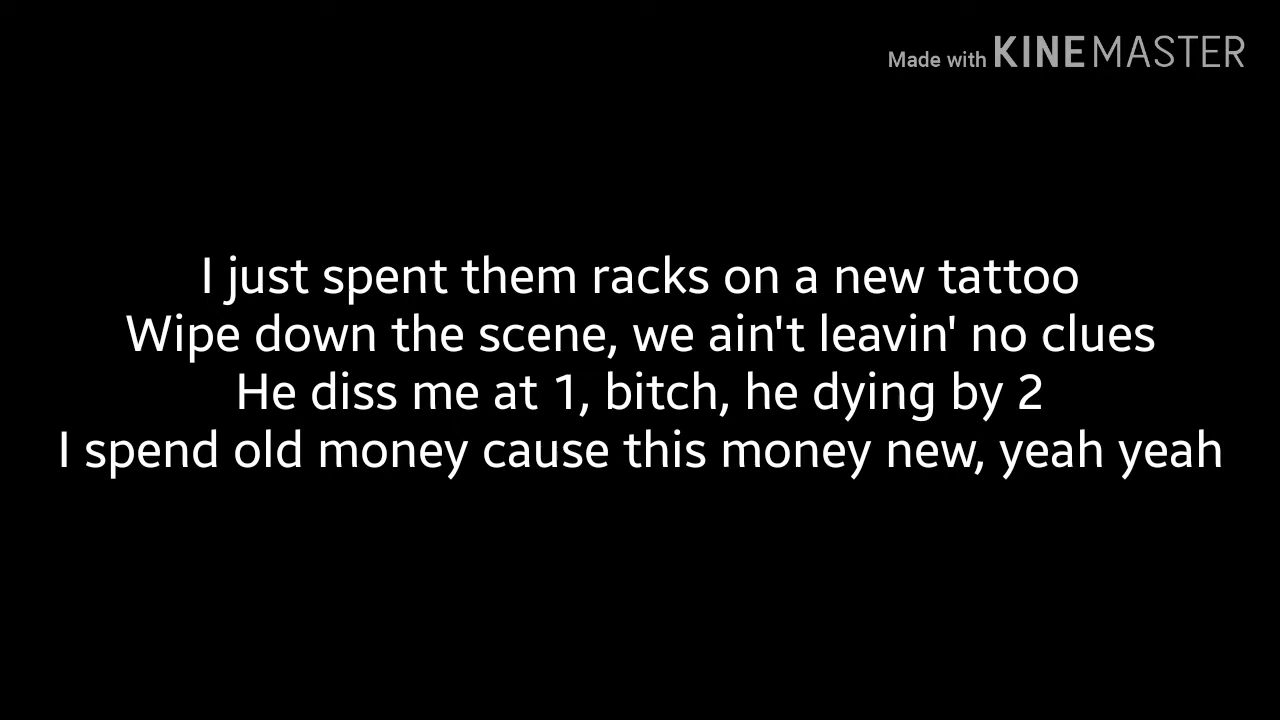 Made with KINEMASTER
I just spent them racks on a new tattoo
Wipe down the scene, we ain't leavin' no clues
He diss me at 1, bitch, he dying by 2
I spend old money cause this money new, yeah yeah